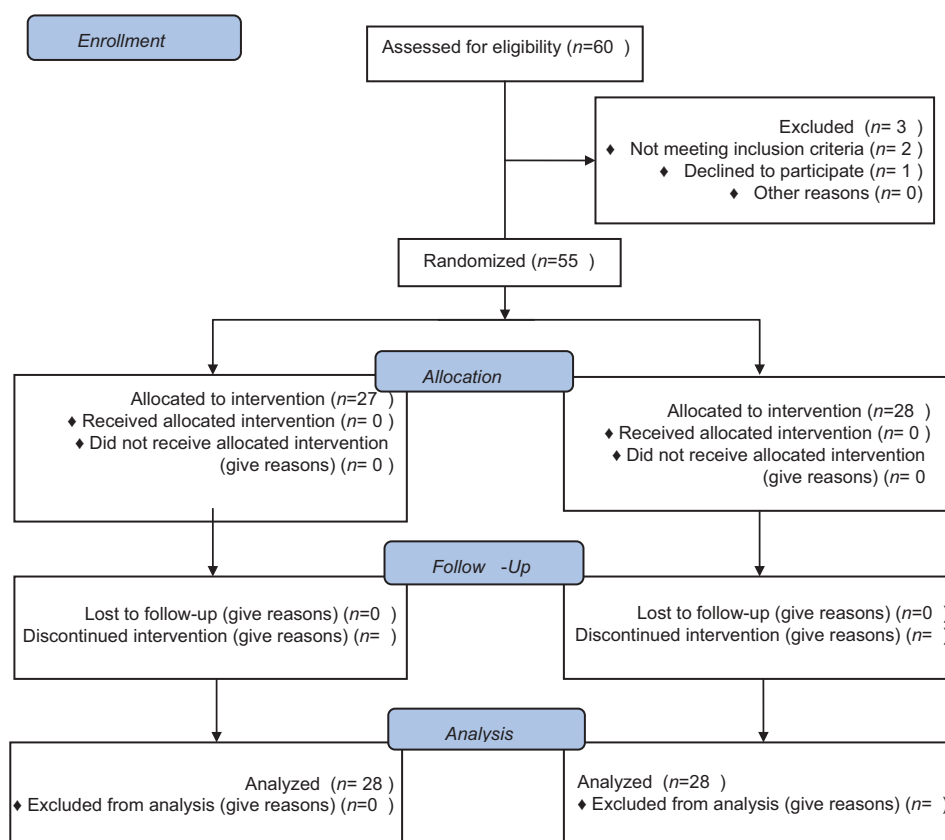 Enrollment
Assessed for eligibility (n=60 )
Excluded (n= 3 )
♦ Not meeting inclusion criteria (n= 2 )
♦ Declined to participate (n= 1 )
♦ Other reasons (n= 0)
Randomized (n=55 )
Allocation
Allocated to intervention (n=27 )
♦ Received allocated intervention (n= 0 )
♦ Did not receive allocated intervention
(give reasons) (n= 0 )
Allocated to intervention (n=28 )
♦ Received allocated intervention (n= 0 )
♦ Did not receive allocated intervention
(give reasons) (n= 0
Follow -Up
Lost to follow-up (give reasons) (n=0 )
Discontinued intervention (give reasons) (n= )
Lost to follow-up (give reasons) (n=0 )
Discontinued intervention (give reasons) (n= )
Analysis
Analyzed (n= 28 )
♦ Excluded from analysis (give reasons) (n=0 )
Analyzed (n=28 )
♦ Excluded from analysis (give reasons) (n= )